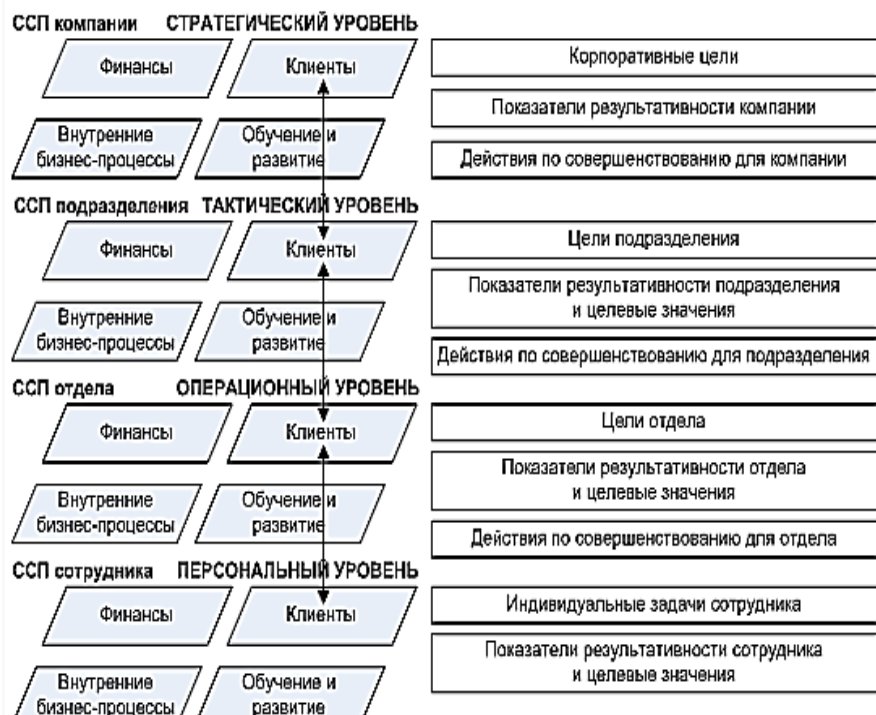 ССП компании СТРАТЕГИЧЕСКИЙ УРОВЕНЬ
Финансы
Клиенты
Внутренние
бизнес-процессы
Обучение и
развитие
Корпоративные цели
Показатели результативности компании
Действия по совершенствованию для компании
ССП подразделения ТАКТИЧЕСКИЙ УРОВЕНЬ
Финансы
Клиенты
Внутренние
бизнес-процессы
Обучение и
развитие
Цели подразделения
Показатели результативности подразделения
и целевые значения
Действия по совершенствованию для подразделения
ССП отдела ОПЕРАЦИОННЫЙ УРОВЕНЬ
Финансы
Клиенты
Внутренние
бизнес-процессы
Обучение и
развитие
Цели отдела
Показатели результативности отдела
и целевые значения
Действия по совершенствованию для отдела
ССП сотрудника ПЕРСОНАЛЬНЫЙ УРОВЕНЬ
Финансы
Клиенты
Внутренние
бизнес-процессы
Обучение и
развитие
Индивидуальные задачи сотрудника
Показатели результативности сотрудника
и целевые значения